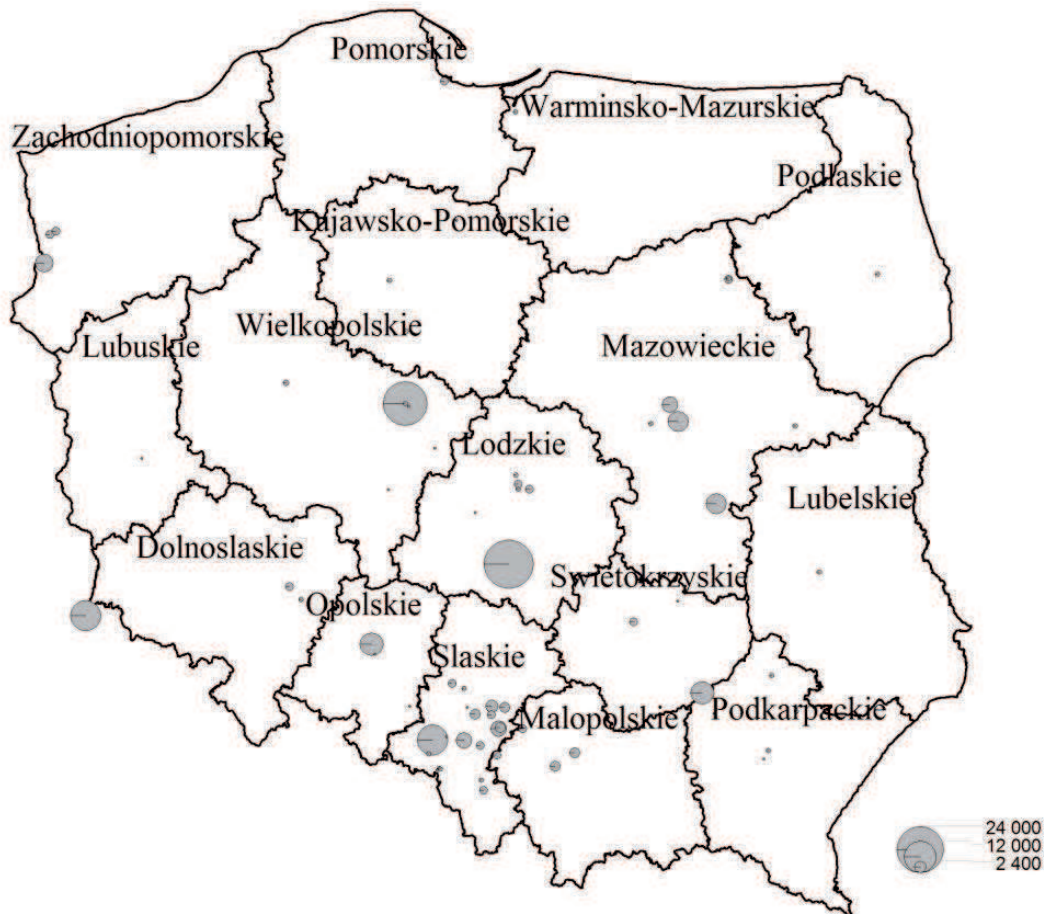 Pomorskie
Warminsko-Mazurskie
Zachodniopomorskie
Podlaskie
Kujawsko-Pomorskie
Wielkopolskie
Lubuskie
Mazowieckie
Lodzkie
Lubelskie
Dolnoslaskie
Swietokrzyskie
Opolskie
Slaskie
Malopolskie
Podkarpackie
24 000
12 000
2 400